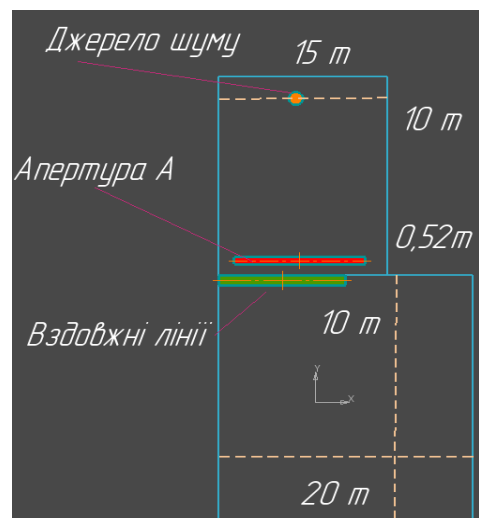 Джерело шуму
15 m
10 m
Апертура А
0,52m
Вздовжні лінії
10 m
Y
X
20 m